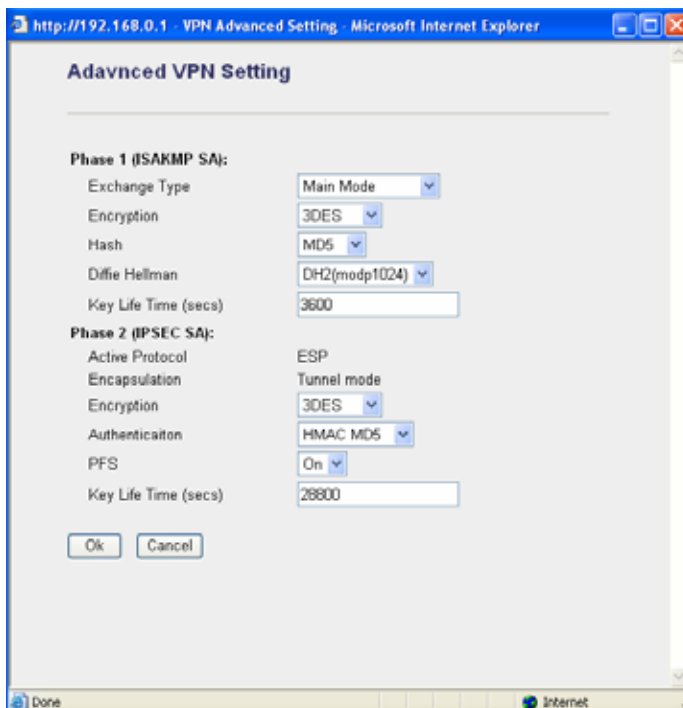 http://192.168.0.1 - VPN Advanced Setting - Microsoft Internet Explorer
Adavnced VPN Setting
Phase 1 (ISAKMP SA):
Exchange Type Main Mode
Encryption 3DES
Hash MD5
Diffie Hellman DH2(modp1024)
Key Life Time (secs) 3600
Phase 2 (IPSEC SA):
Active Protocol ESP
Encapsulation Tunnel mode
Encryption 3DES
Authenticaiton HMAC MD5
PFS On
Key Life Time (secs) 28800
Ok Cancel
Done Internet